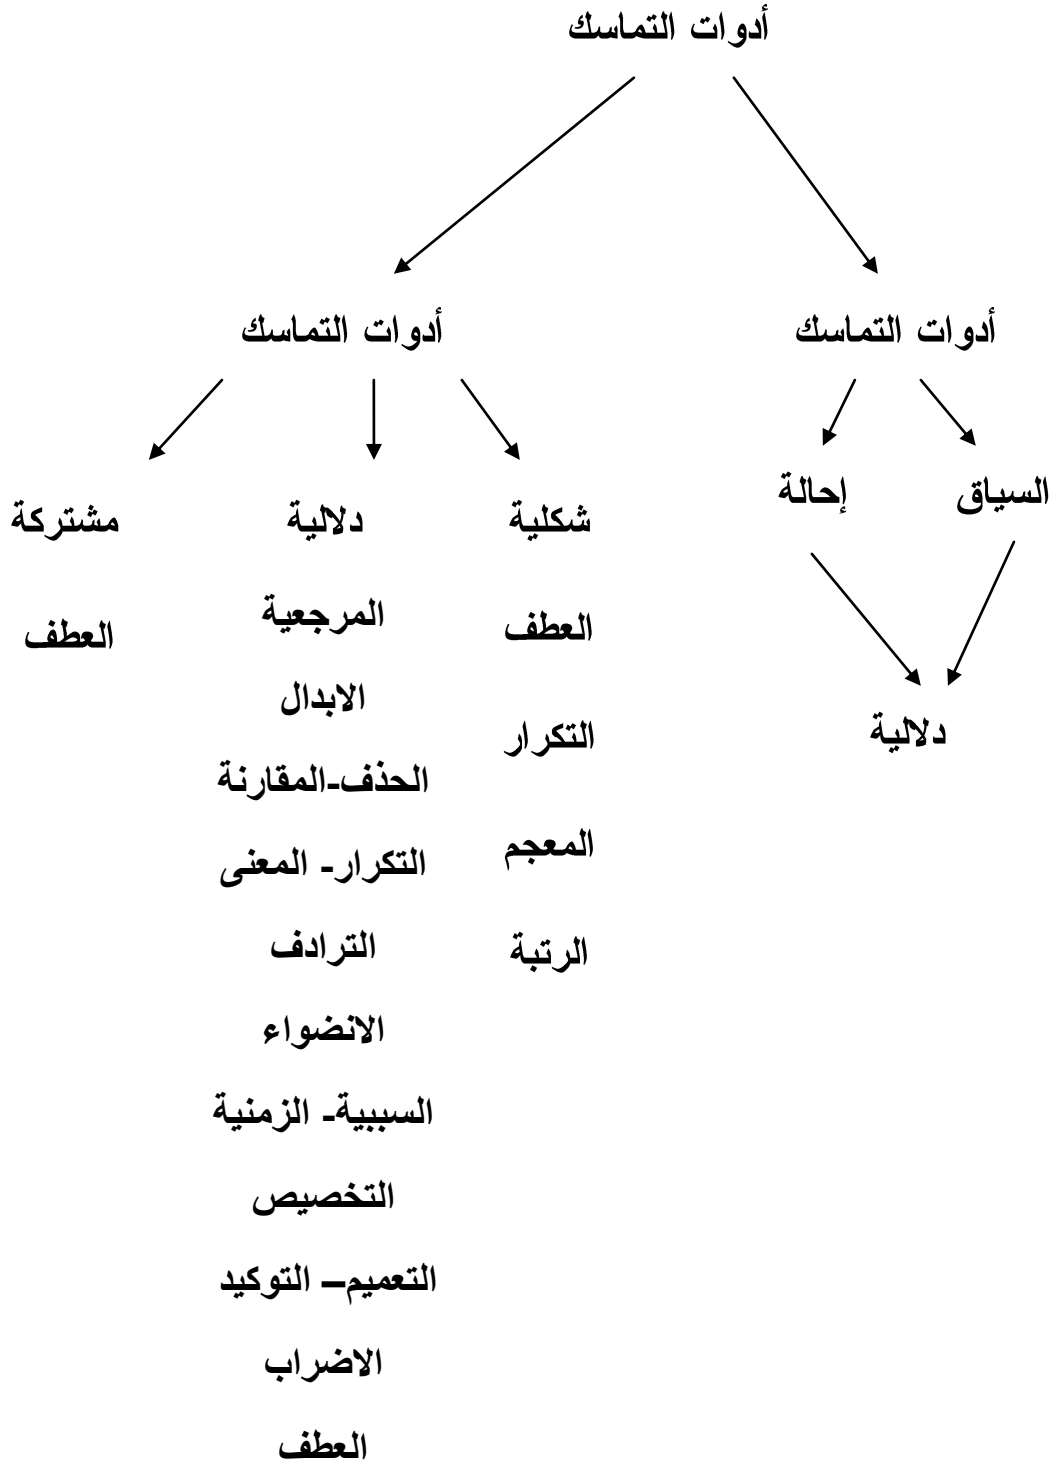 أدوات التماسك
أدوات التماسك
أدوات التماسك
السياق
إحالة
دلالية
شكلية
دلالية
مشتركة
العطف
التكرار
المعجم
الرتبة
المرجعية
الابدال
الحذف-المقارنة
التكرار- المعنى
الترادف
الانضواء
السببية- الزمنية
التخصيص
التعميم– التوكيد
الاضراب
العطف
العطف